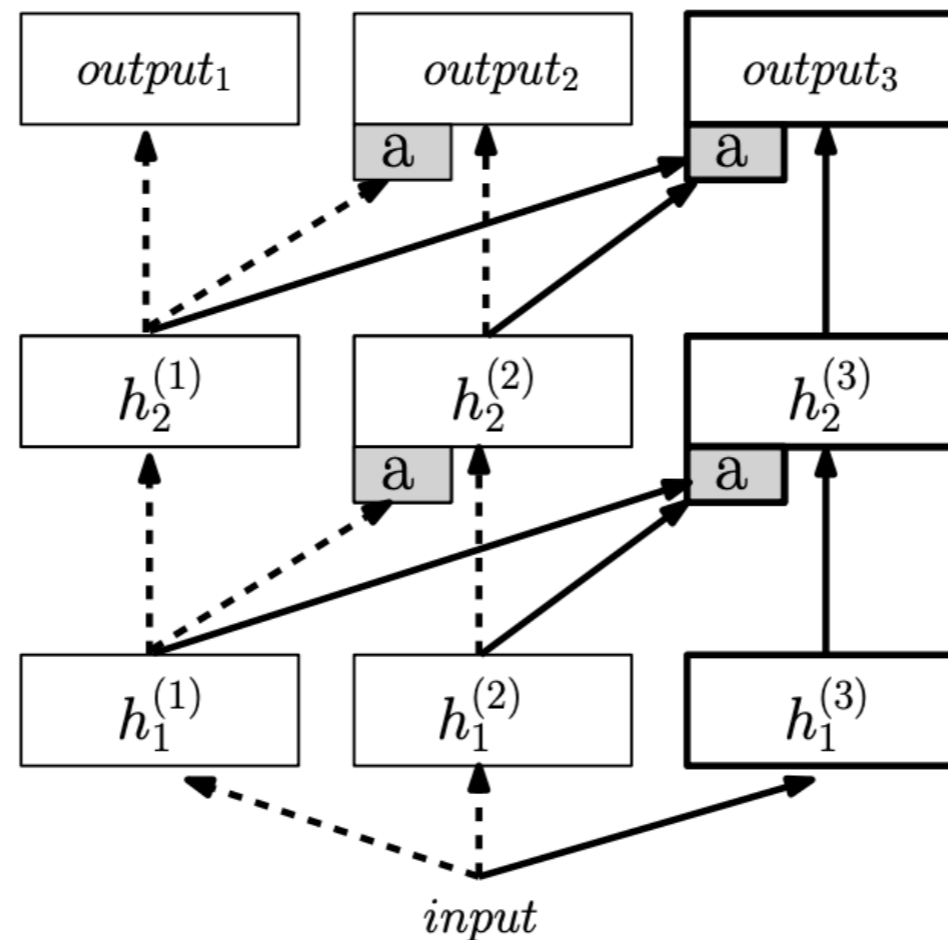 output₁ output₂ output₃
a a
h₂⁽¹⁾ h₂⁽²⁾ h₂⁽³⁾
a a
h₁⁽¹⁾ h₁⁽²⁾ h₁⁽³⁾
input